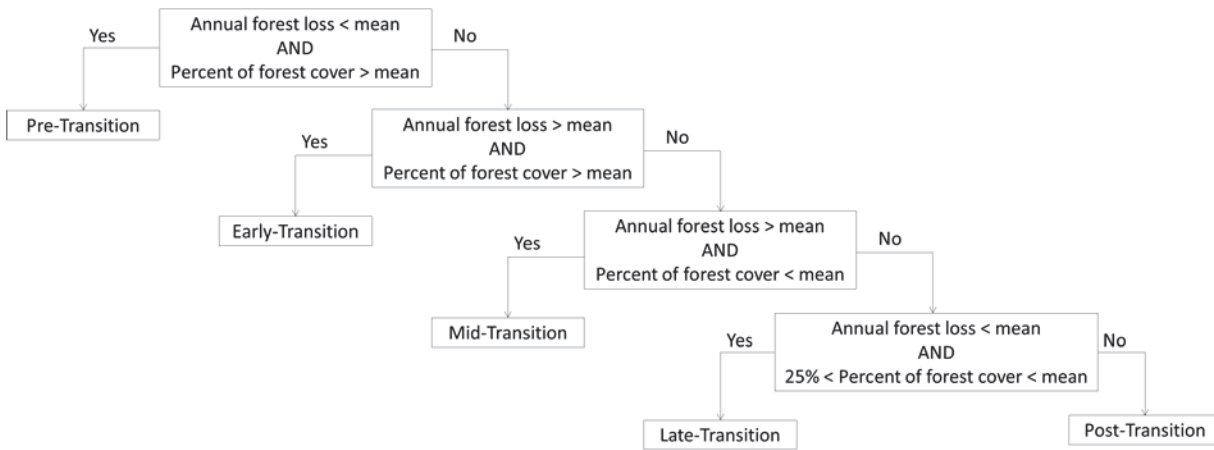 Annual forest loss < mean
AND
Percent of forest cover > mean
Yes
No
Pre-Transition
Annual forest loss > mean
AND
Percent of forest cover > mean
Yes
No
Early-Transition
Annual forest loss > mean
AND
Percent of forest cover < mean
Yes
No
Mid-Transition
Annual forest loss < mean
AND
25% < Percent of forest cover < mean
Yes
No
Late-Transition
Post-Transition